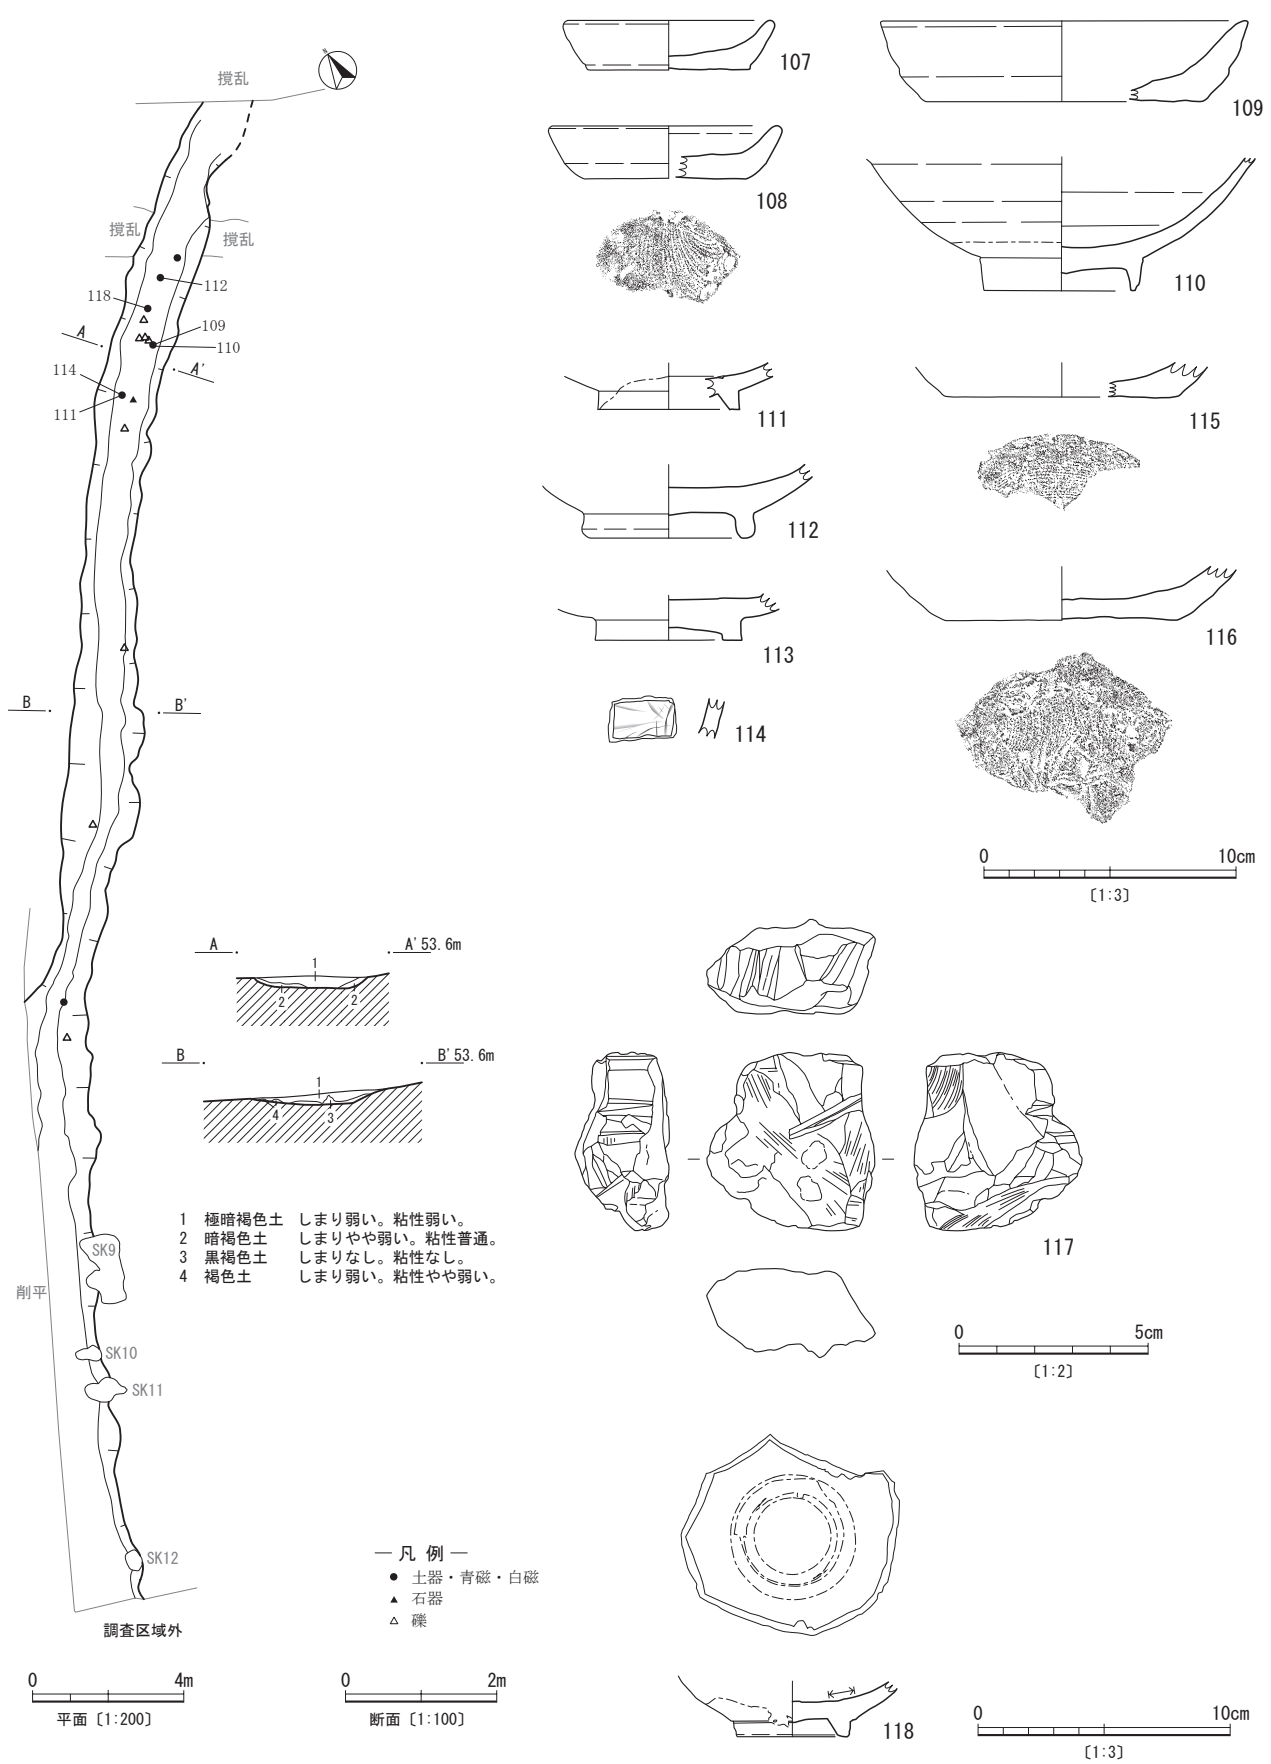 N
撹乱
撹乱
撹乱
112
118
109
110
A
A'
114
111
B
B'
A
A' 53.6m
1
2
2
B
B' 53.6m
1
4
3
1 極暗褐色土 しまり弱い。粘性弱い。
2 暗褐色土 しまりやや弱い。粘性普通。
3 黒褐色土 しまりなし。粘性なし。
4 褐色土 しまり弱い。粘性やや弱い。
SK9
削平
SK10
SK11
SK12
調査区域外
― 凡 例 ―
● 土器・青磁・白磁
▲ 石器
△ 礫
0 4m
平面〔1:200〕
0 2m
断面〔1:100〕
107
108
109
110
111
112
113
114
115
116
0 10cm
〔1:3〕
117
0 5cm
〔1:2〕
118
0 10cm
〔1:3〕